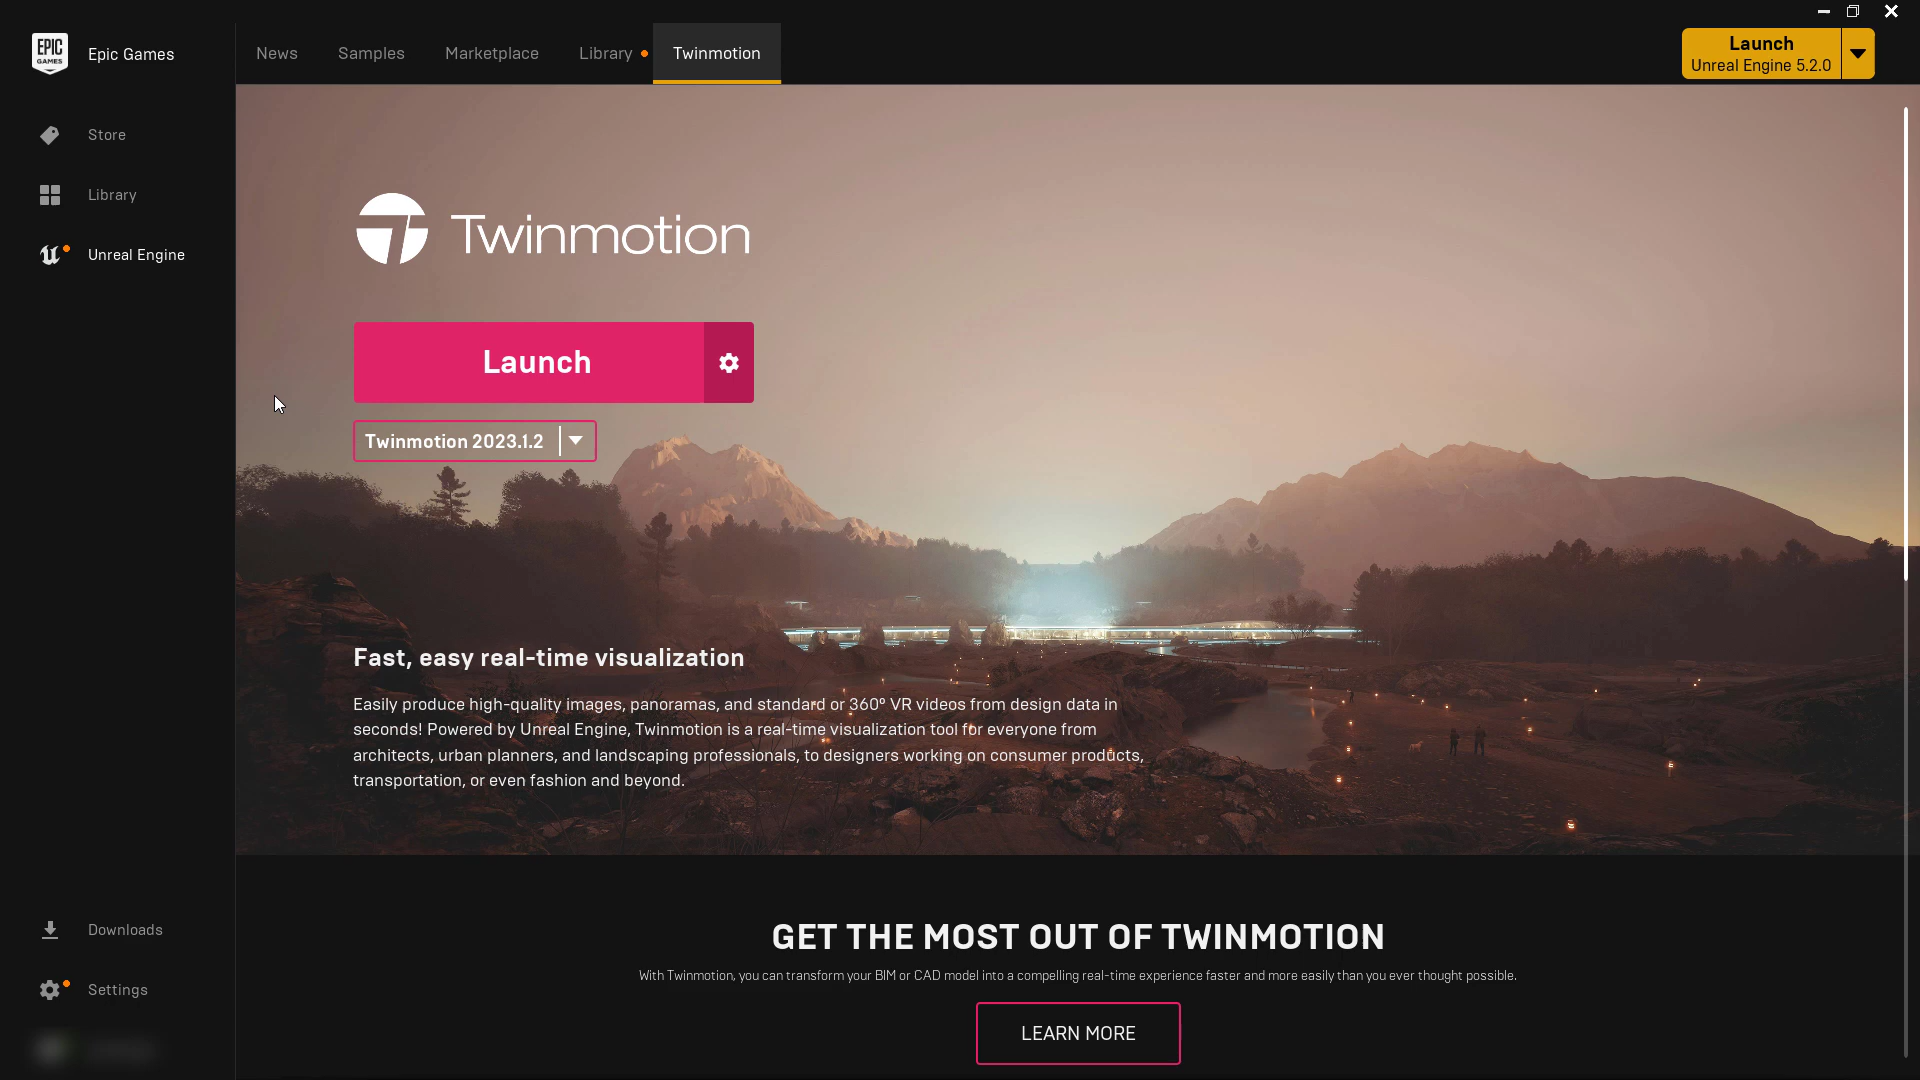 EPIC
GAMES
Epic Games
News
Samples
Marketplace
Library
Twinmotion
Launch
Unreal Engine 5.2.0
Store
Library
Unreal Engine
Twinmotion
Launch
Twinmotion 2023.1.2
Fast, easy real-time visualization
Easily produce high-quality images, panoramas, and standard or 360º VR videos from design data in
seconds! Powered by Unreal Engine, Twinmotion is a real-time visualization tool for everyone from
architects, urban planners, and landscaping professionals, to designers working on consumer products,
transportation, or even fashion and beyond.
Downloads
Settings
GET THE MOST OUT OF TWINMOTION
With Twinmotion, you can transform your BIM or CAD model into a compelling real-time experience faster and more easily than you ever thought possible.
LEARN MORE